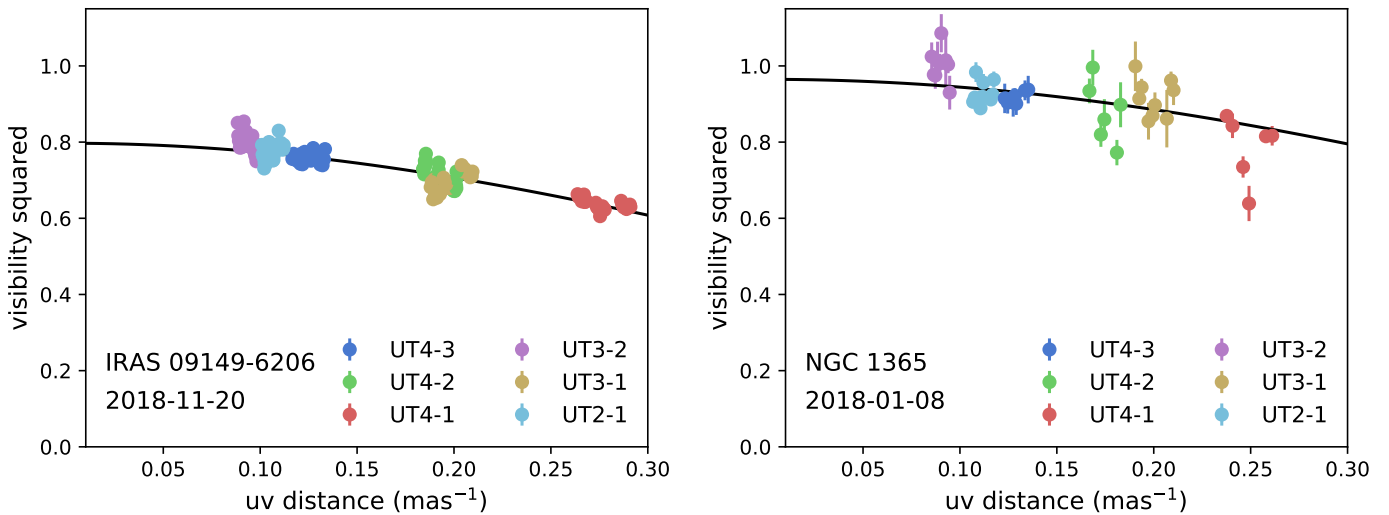 visibility squared
1.0
0.8
0.6
0.4
0.2
0.0
IRAS 09149-6206
2018-11-20
UT4-3
UT4-2
UT4-1
UT3-2
UT3-1
UT2-1
0.05 0.10 0.15 0.20 0.25 0.30
uv distance (mas⁻¹)
visibility squared
1.0
0.8
0.6
0.4
0.2
0.0
NGC 1365
2018-01-08
UT4-3
UT4-2
UT4-1
UT3-2
UT3-1
UT2-1
0.05 0.10 0.15 0.20 0.25 0.30
uv distance (mas⁻¹)